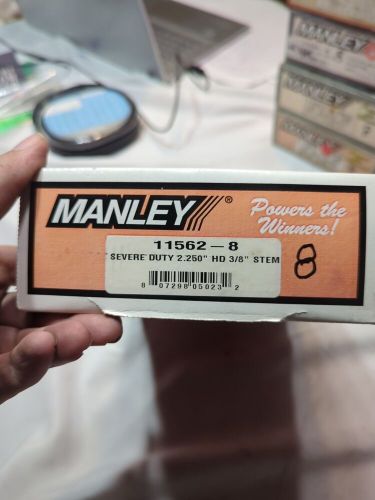 MANLEY
MANLEY®
Powers the
Winners!
11562-8
SEVERE DUTY 2.250" HD 3/8" STEM
8
8 07298 05023 2